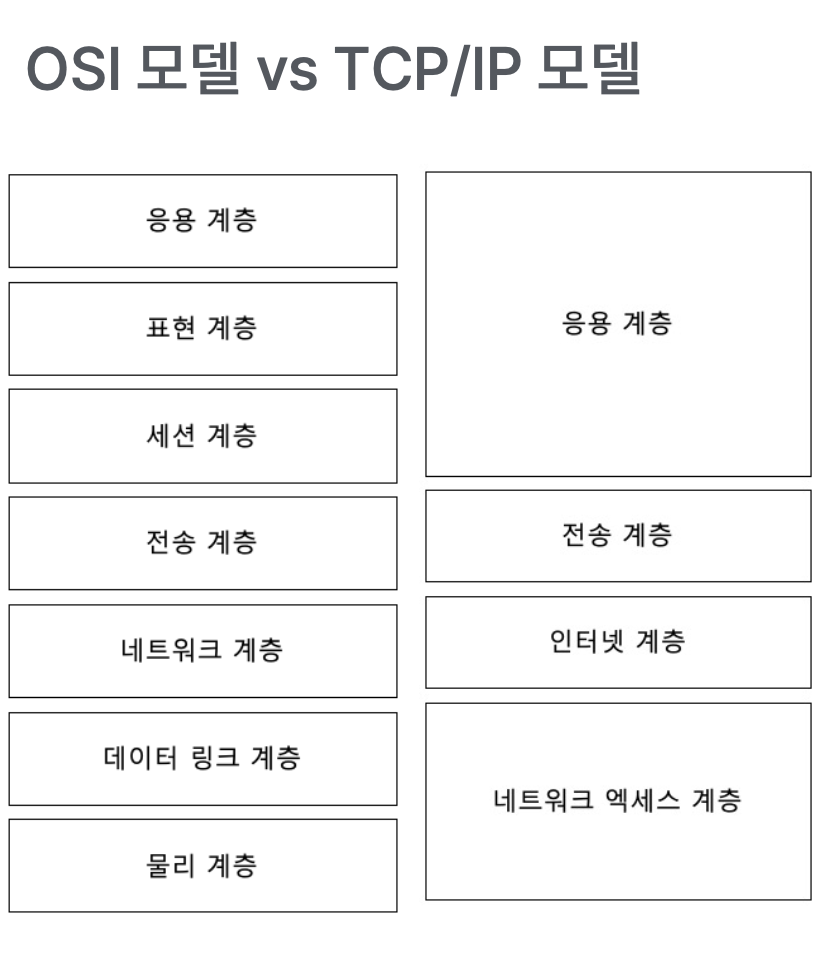 OSI 모델 vs TCP/IP 모델
응용 계층
표현 계층
세션 계층
전송 계층
네트워크 계층
데이터 링크 계층
물리 계층
응용 계층
전송 계층
인터넷 계층
네트워크 엑세스 계층